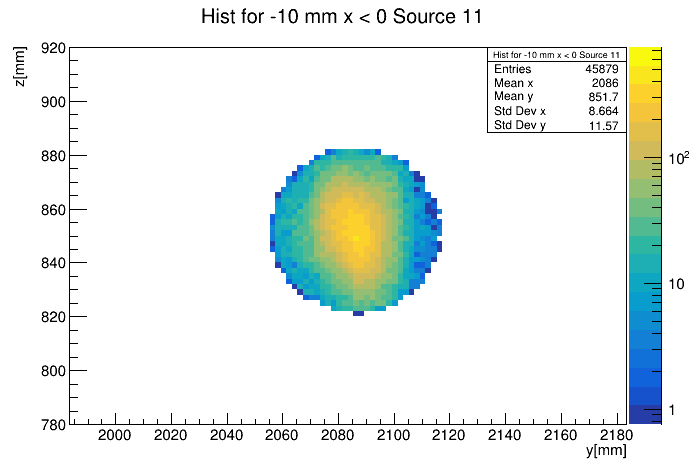 Hist for -10 mm x < 0 Source 11
z[mm]
920
900
880
860
840
820
800
780
2000
2020
2040
2060
2080
2100
2120
2140
2160
2180
y[mm]
Hist for -10 mm x < 0 Source 11
Entries 45879
Mean x 2086
Mean y 851.7
Std Dev x 8.664
Std Dev y 11.57
10²
10
1